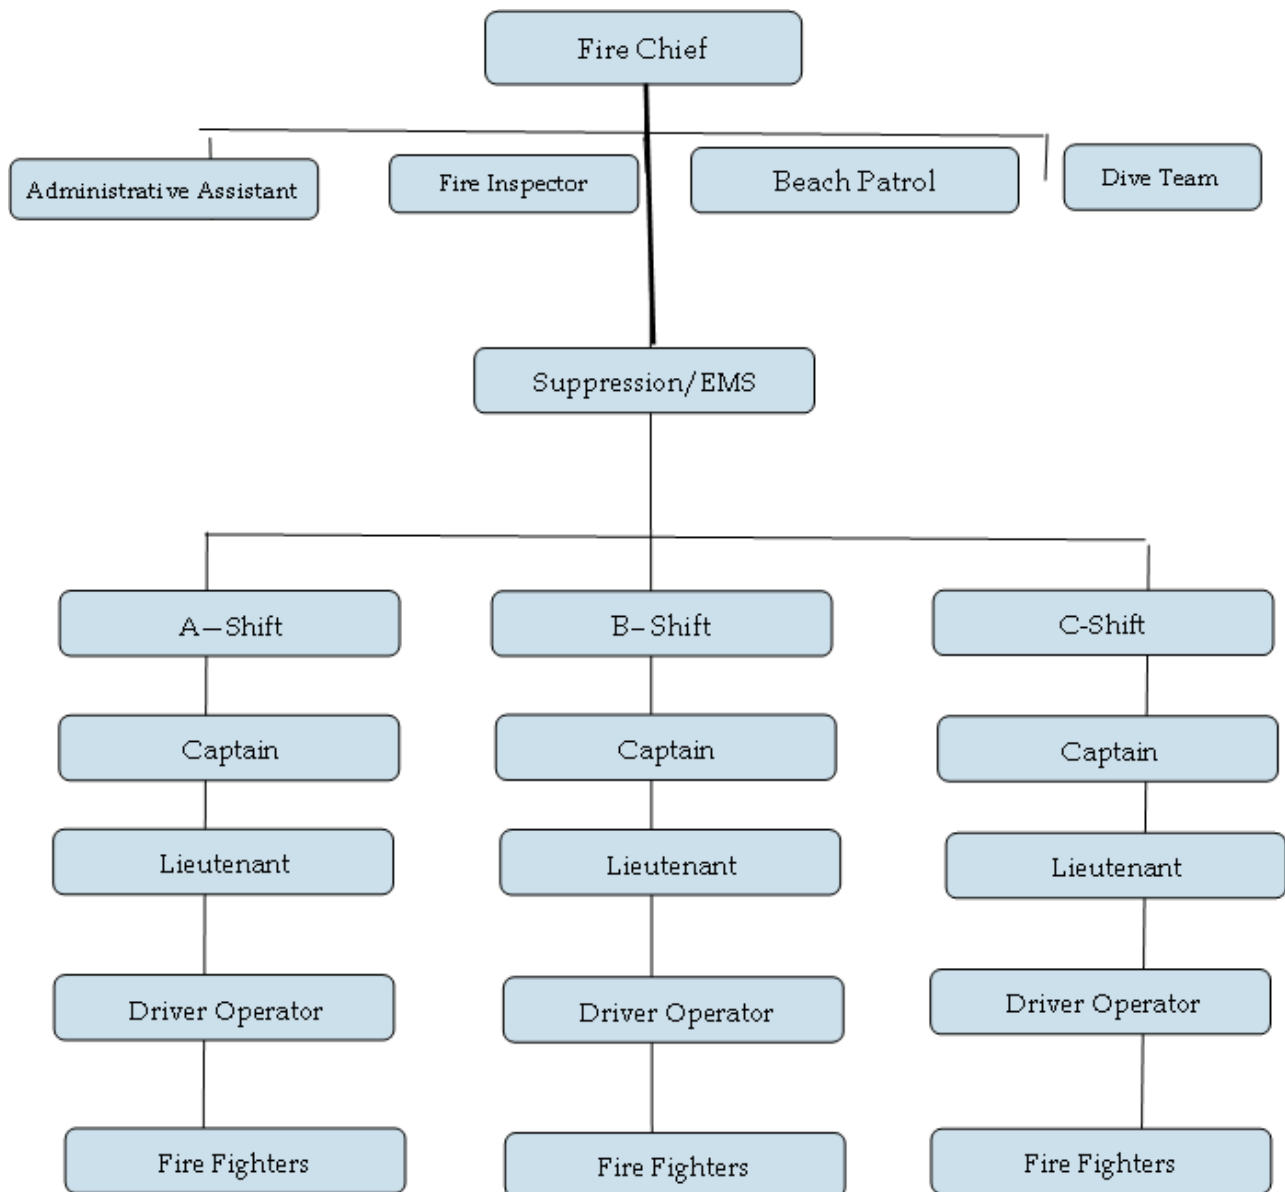 Fire Chief
Administrative Assistant
Fire Inspector
Beach Patrol
Dive Team
Suppression/EMS
A—Shift
B–Shift
C-Shift
Captain
Captain
Captain
Lieutenant
Lieutenant
Lieutenant
Driver Operator
Driver Operator
Driver Operator
Fire Fighters
Fire Fighters
Fire Fighters